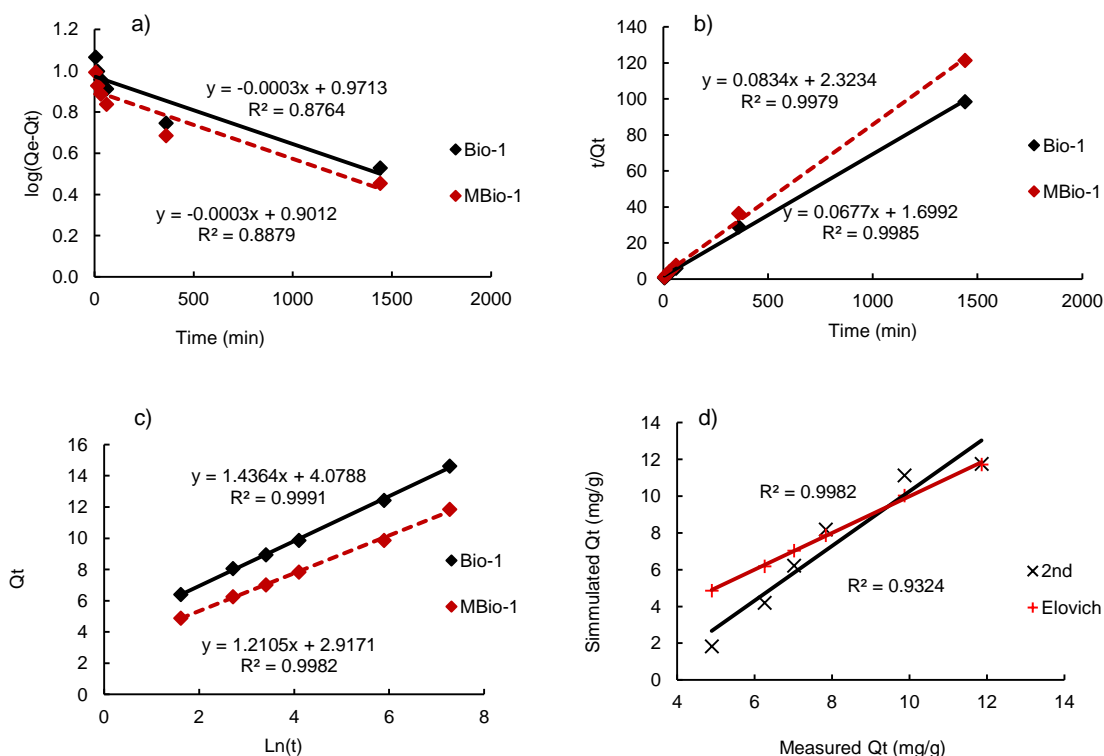 a)
1.2
1.0
0.8
0.6
0.4
0.2
0.0
log(Qe-Qt)
y = -0.0003x + 0.9713
R² = 0.8764
y = -0.0003x + 0.9012
R² = 0.8879
Bio-1
MBio-1
0 500 1000 1500 2000
Time (min)
b)
140
120
100
80
60
40
20
0
t/Qt
y = 0.0834x + 2.3234
R² = 0.9979
y = 0.0677x + 1.6992
R² = 0.9985
Bio-1
MBio-1
0 500 1000 1500 2000
Time (min)
c)
16
14
12
10
8
6
4
2
0
Qt
y = 1.4364x + 4.0788
R² = 0.9991
y = 1.2105x + 2.9171
R² = 0.9982
Bio-1
MBio-1
0 2 4 6 8
Ln(t)
d)
14
12
10
8
6
4
2
0
Simmulated Qt (mg/g)
R² = 0.9982
R² = 0.9324
2nd
Elovich
4 6 8 10 12 14
Measured Qt (mg/g)